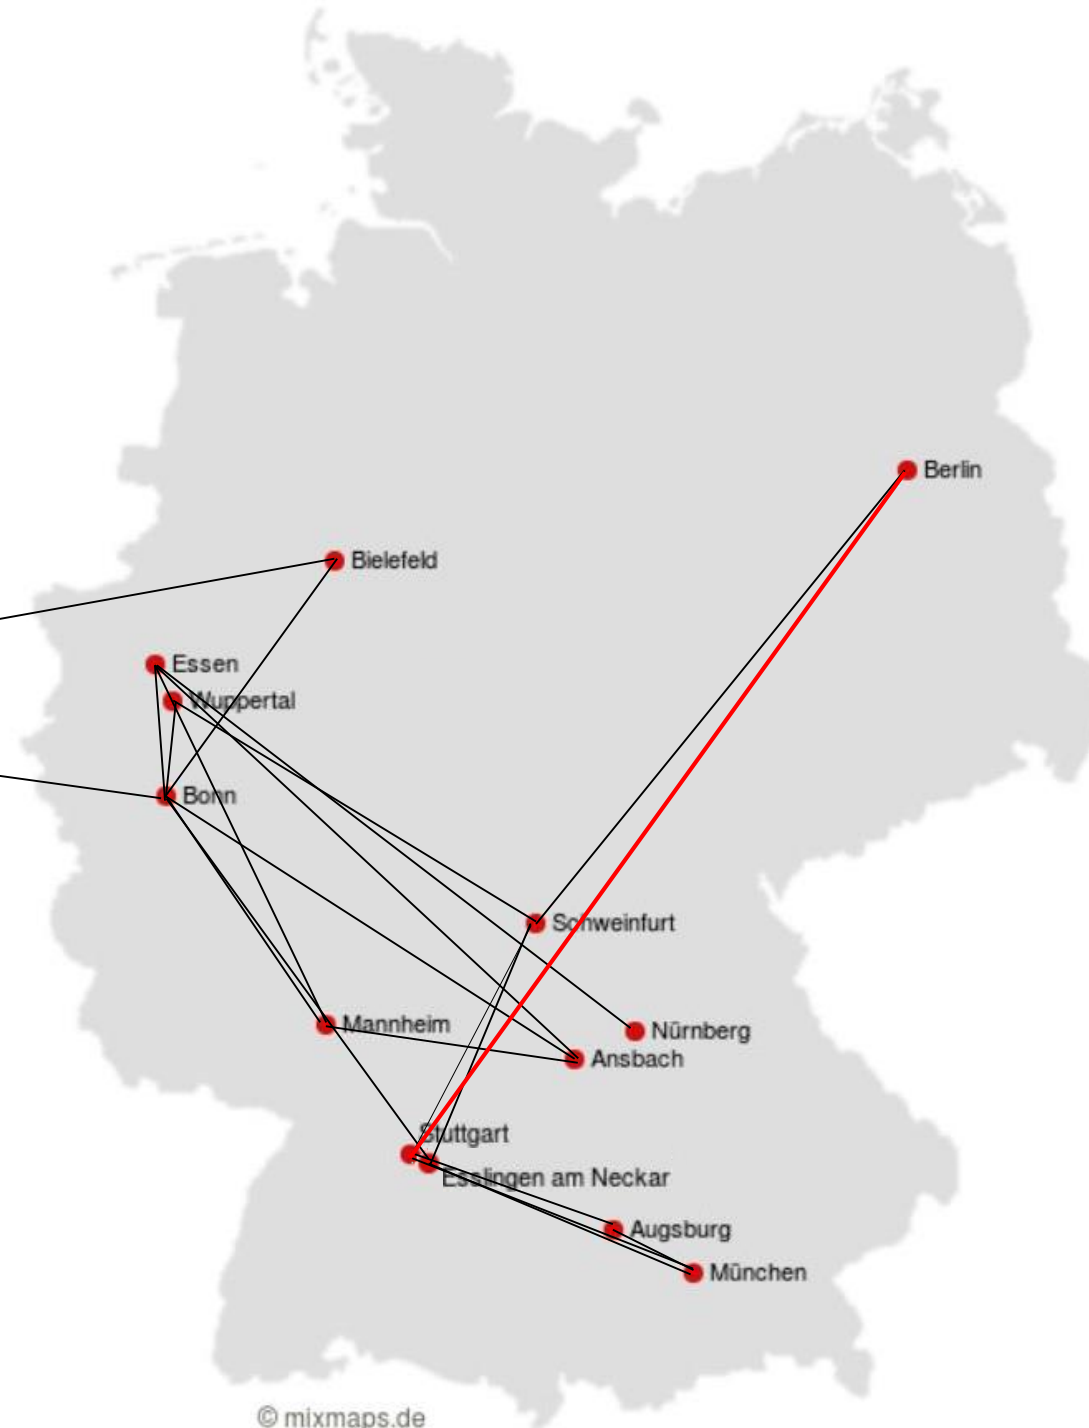 Berlin
Bielefeld
Essen
Wuppertal
Bonn
Schweinfurt
Mannheim
Nürnberg
Ansbach
Stuttgart
Esslingen am Neckar
Augsburg
München
© mixmaps.de